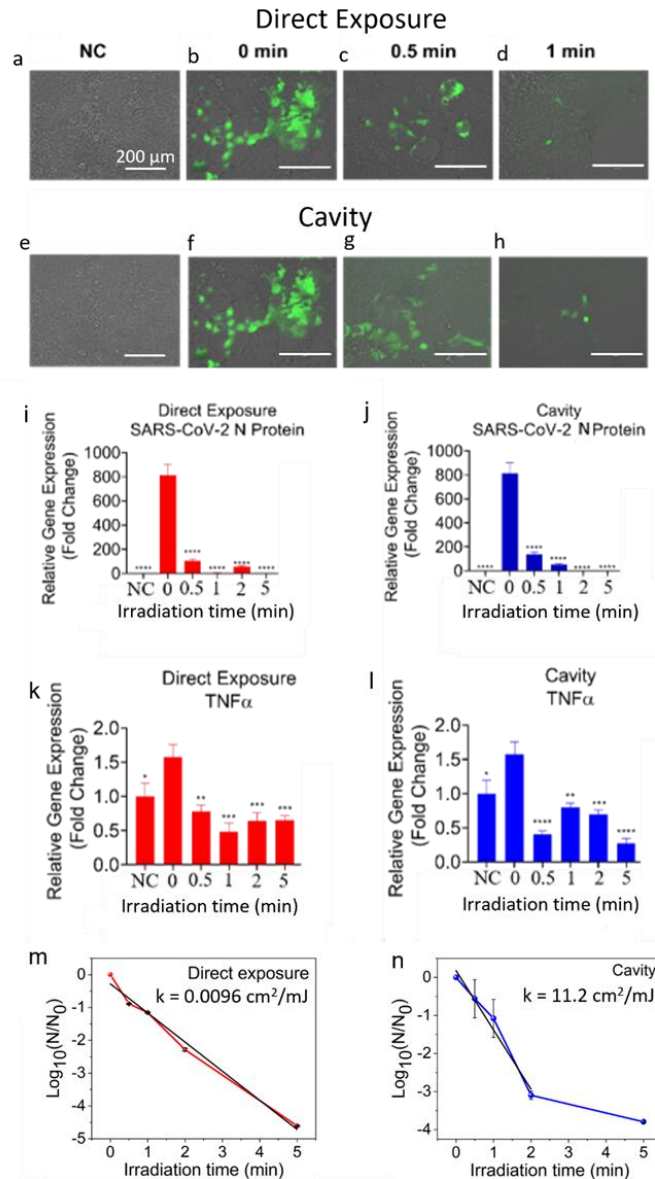 Direct Exposure
a NC b 0 min c 0.5 min d 1 min
200 µm
Cavity
e f g h
i Direct Exposure
SARS-CoV-2 N Protein
Relative Gene Expression
(Fold Change)
1000
800
600
400
200
0
**** **** **** **** ****
NC 0 0.5 1 2 5
Irradiation time (min)
j Cavity
SARS-CoV-2 N Protein
Relative Gene Expression
(Fold Change)
1000
800
600
400
200
0
**** **** **** **** ****
NC 0 0.5 1 2 5
Irradiation time (min)
k Direct Exposure
TNFα
Relative Gene Expression
(Fold Change)
2.0
1.5
1.0
0.5
0.0
* ** *** *** ***
NC 0 0.5 1 2 5
Irradiation time (min)
l Cavity
TNFα
Relative Gene Expression
(Fold Change)
2.0
1.5
1.0
0.5
0.0
* **** ** *** ****
NC 0 0.5 1 2 5
Irradiation time (min)
m Direct exposure
k = 0.0096 cm²/mJ
Log₁₀(N/N₀)
0
-1
-2
-3
-4
-5
0 1 2 3 4 5
Irradiation time (min)
n Cavity
k = 11.2 cm²/mJ
Log₁₀(N/N₀)
0
-1
-2
-3
-4
0 1 2 3 4 5
Irradiation time (min)